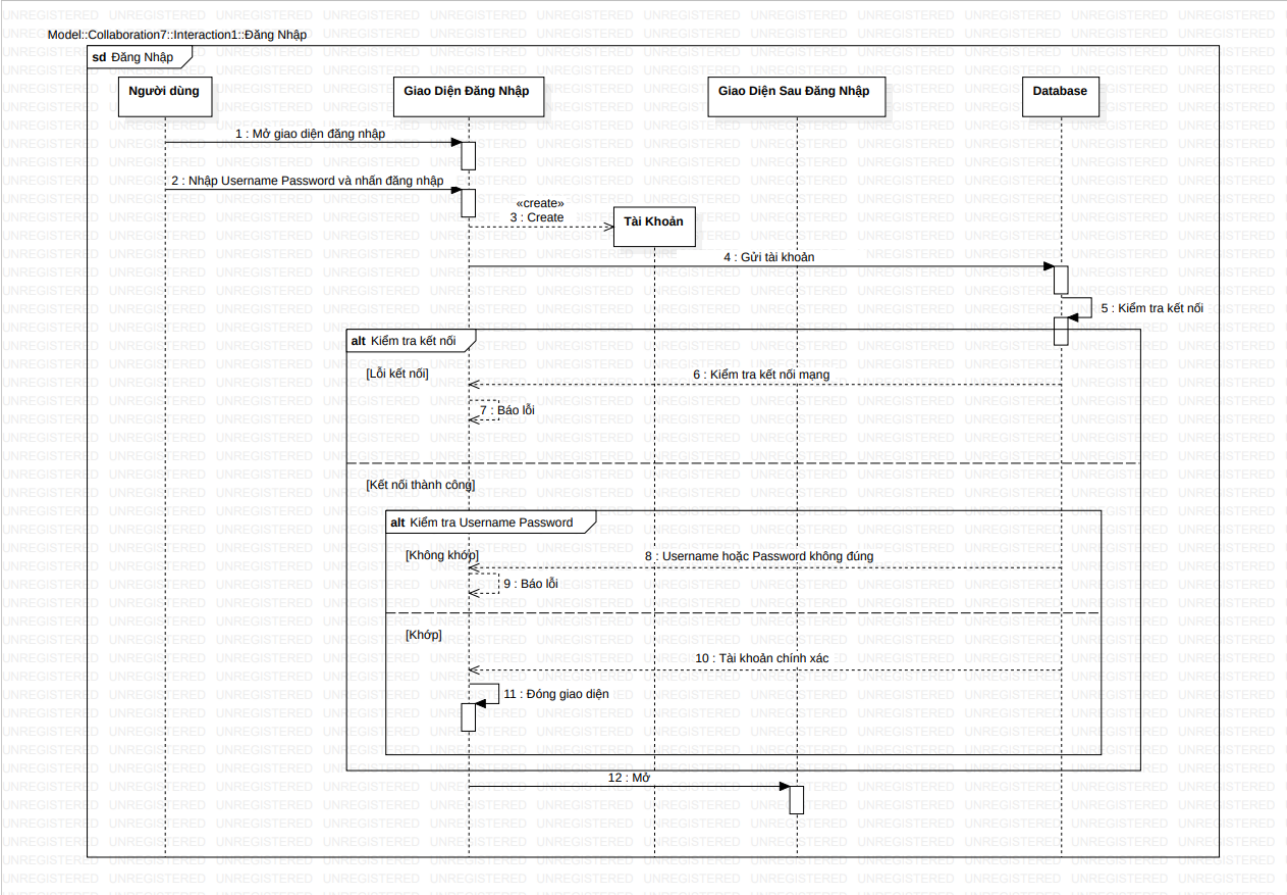 Model::Collaboration7::Interaction1::Đăng Nhập
sd Đăng Nhập
Người dùng
Giao Diện Đăng Nhập
Giao Diện Sau Đăng Nhập
Database
1 : Mở giao diện đăng nhập
2 : Nhập Username Password và nhấn đăng nhập
«create»
3 : Create
Tài Khoản
4 : Gửi tài khoản
5 : Kiểm tra kết nối
alt Kiểm tra kết nối
[Lỗi kết nối]
6 : Kiểm tra kết nối mạng
7 : Báo lỗi
[Kết nối thành công]
alt Kiểm tra Username Password
[Không khớp]
8 : Username hoặc Password không đúng
9 : Báo lỗi
[Khớp]
10 : Tài khoản chính xác
11 : Đóng giao diện
12 : Mở
UNREGISTERED